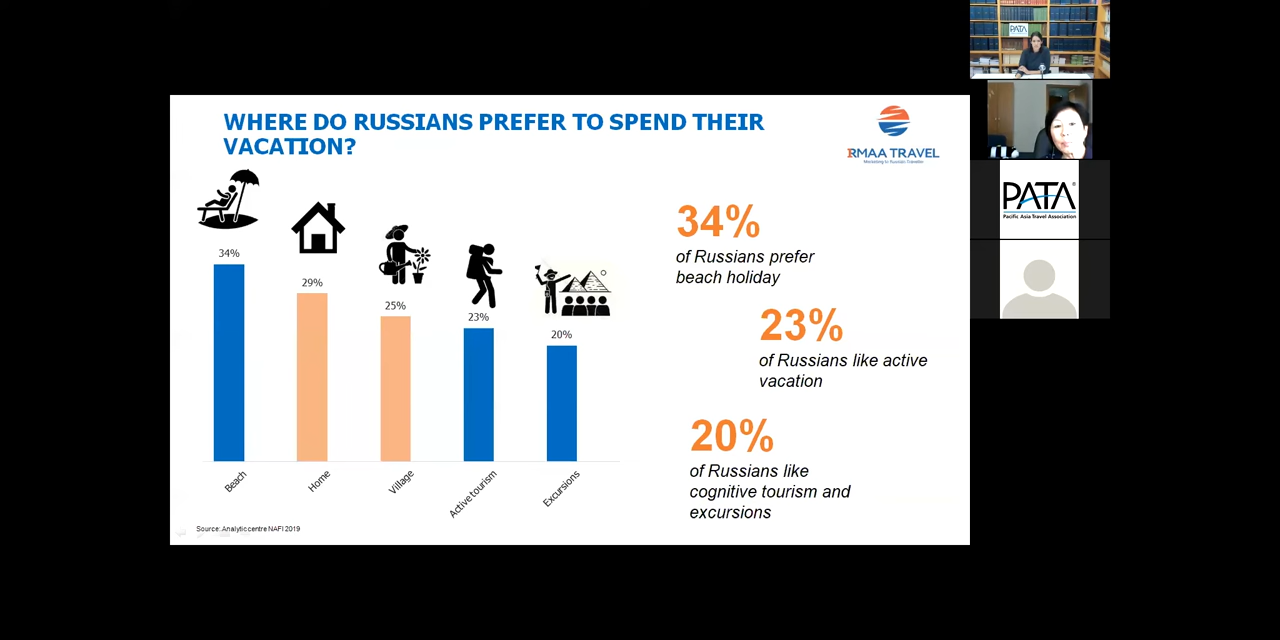 WHERE DO RUSSIANS PREFER TO SPEND THEIR
VACATION?
RMAA TRAVEL
Marketing to Russian Traveller
34%
29%
25%
23%
20%
Beach
Home
Village
Active tourism
Excursions
Source: Analytic centre NAFI 2019
34%
of Russians prefer
beach holiday
23%
of Russians like active
vacation
20%
of Russians like
cognitive tourism and
excursions
PATA
PATA®
Pacific Asia Travel Association